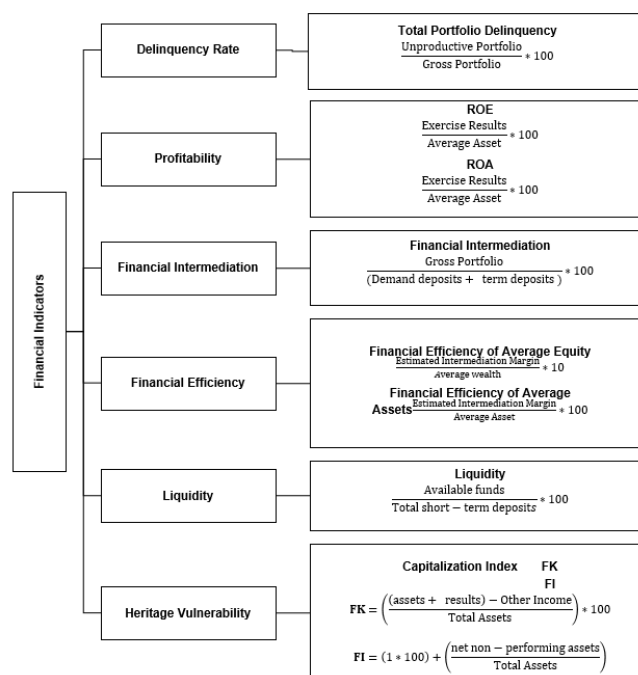 Financial Indicators
Delinquency Rate
Total Portfolio Delinquency
Unproductive Portfolio
Gross Portfolio
* 100
Profitability
ROE
Exercise Results
Average Asset
* 100
ROA
Exercise Results
Average Asset
* 100
Financial Intermediation
Financial Intermediation
Gross Portfolio
(Demand deposits + term deposits )
* 100
Financial Efficiency
Financial Efficiency of Average Equity
Estimated Intermediation Margin
Average wealth
* 10
Financial Efficiency of Average
Assets
Estimated Intermediation Margin
Average Asset
* 100
Liquidity
Liquidity
Available funds
Total short − term deposits
* 100
Heritage Vulnerability
Capitalization Index FK
FI
FK = ( (assets + results) − Other Income
Total Assets
) * 100
FI = (1 * 100) + ( net non − performing assets
Total Assets
)